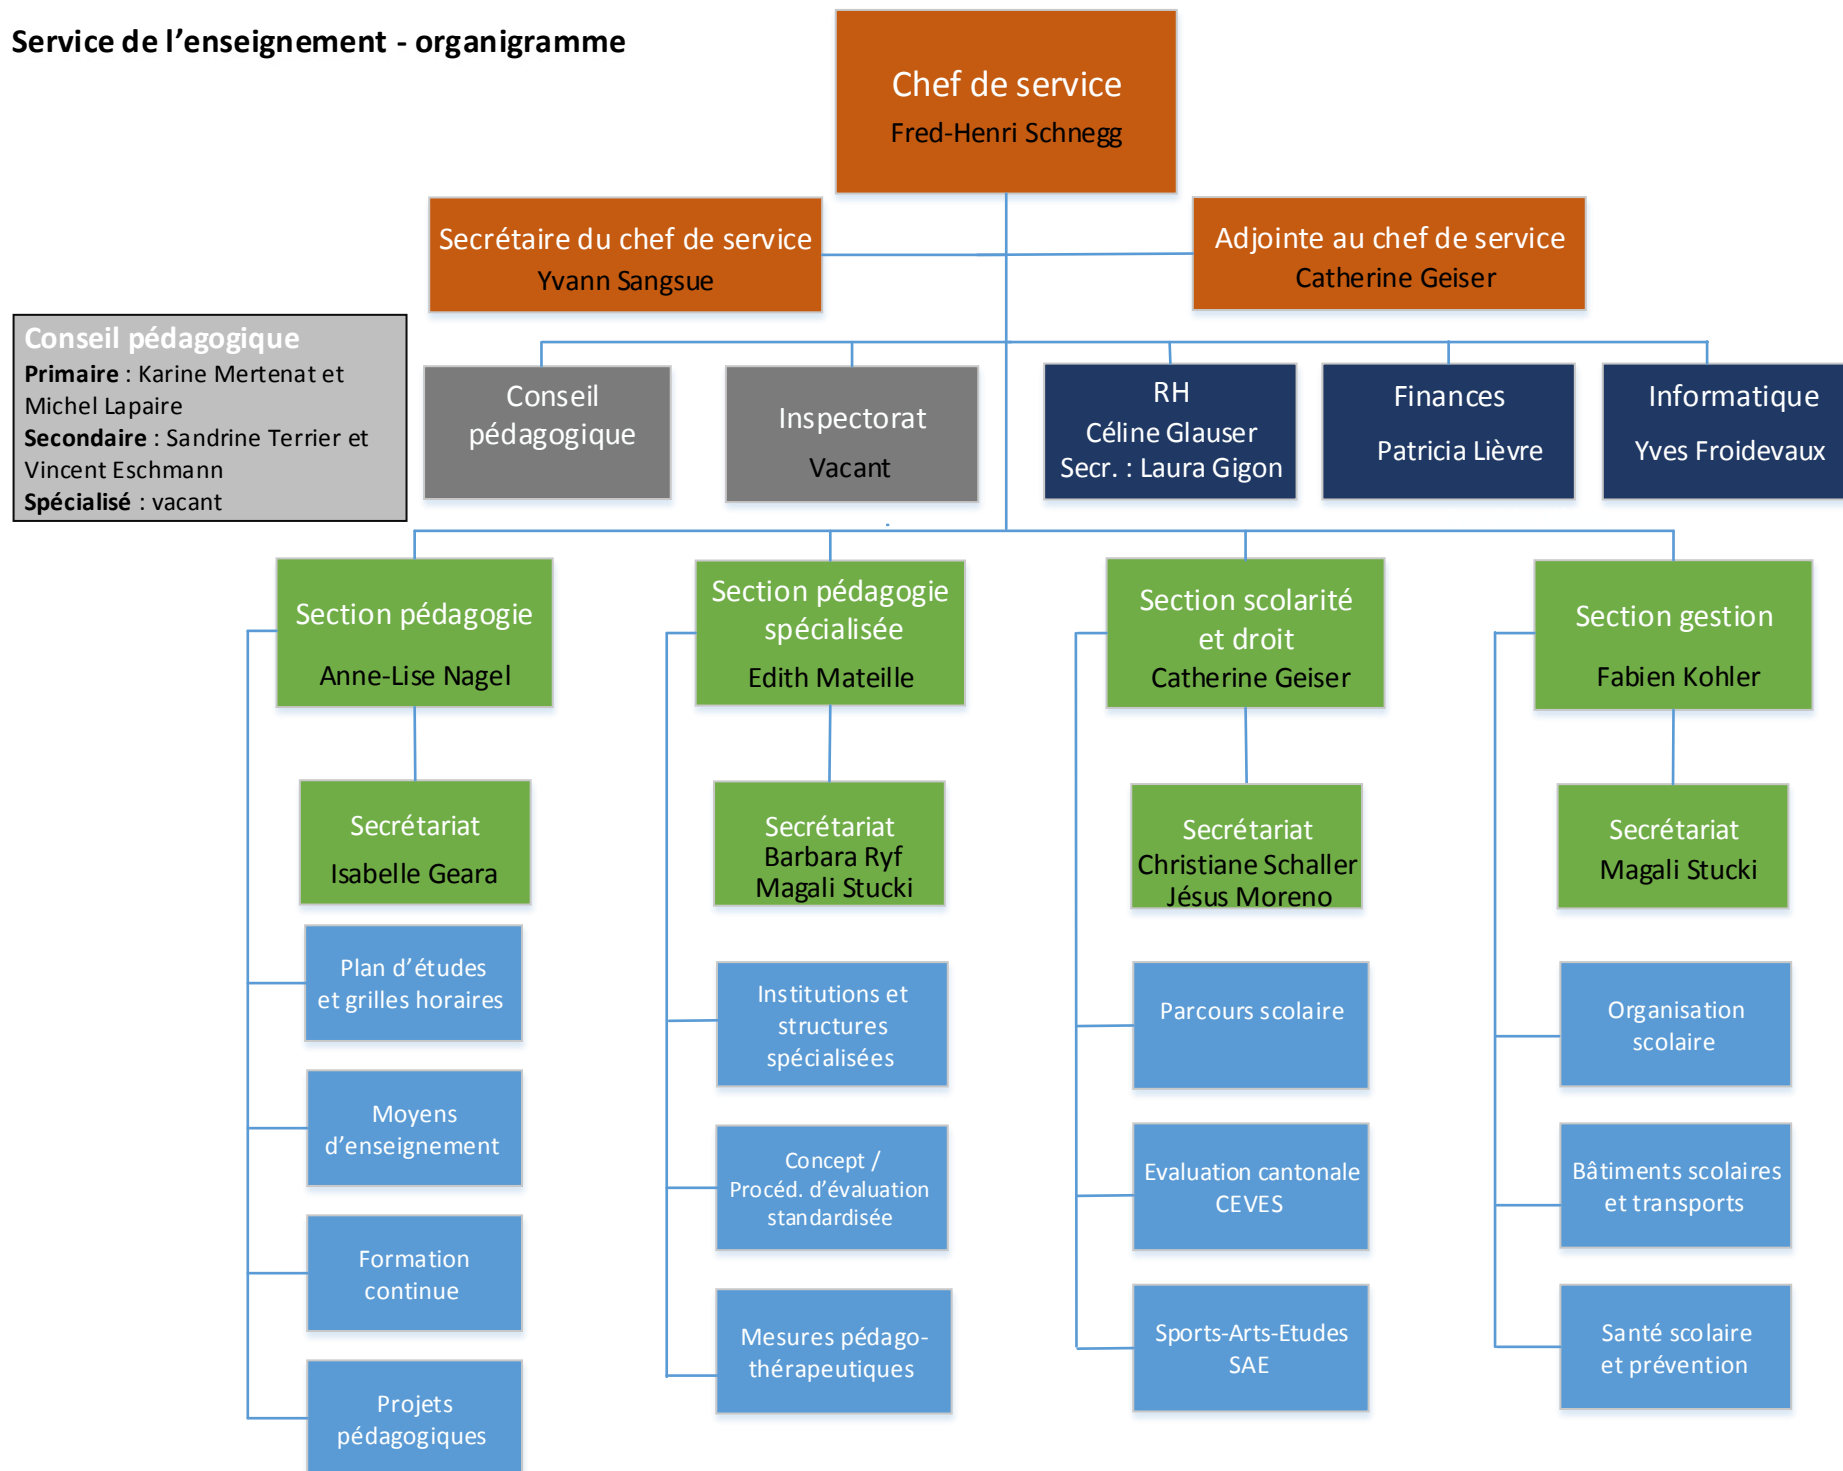 Service de l’enseignement - organigramme
Chef de service
Fred-Henri Schnegg
Secrétaire du chef de service
Yvann Sangsue
Adjointe au chef de service
Catherine Geiser
Conseil pédagogique
Primaire : Karine Mertenat et
Michel Lapaire
Secondaire : Sandrine Terrier et
Vincent Eschmann
Spécialisé : vacant
Conseil
pédagogique
Inspectorat
Vacant
RH
Céline Glauser
Secr. : Laura Gigon
Finances
Patricia Lièvre
Informatique
Yves Froidevaux
Section pédagogie
Anne-Lise Nagel
Section pédagogie
spécialisée
Edith Mateille
Section scolarité
et droit
Catherine Geiser
Section gestion
Fabien Kohler
Secrétariat
Isabelle Geara
Secrétariat
Barbara Ryf
Magali Stucki
Secrétariat
Christiane Schaller
Jésus Moreno
Secrétariat
Magali Stucki
Plan d’études
et grilles horaires
Institutions et
structures
spécialisées
Parcours scolaire
Organisation
scolaire
Moyens
d’enseignement
Concept /
Procéd. d’évaluation
standardisée
Evaluation cantonale
CEVES
Bâtiments scolaires
et transports
Formation
continue
Mesures pédago-
thérapeutiques
Sports-Arts-Etudes
SAE
Santé scolaire
et prévention
Projets
pédagogiques